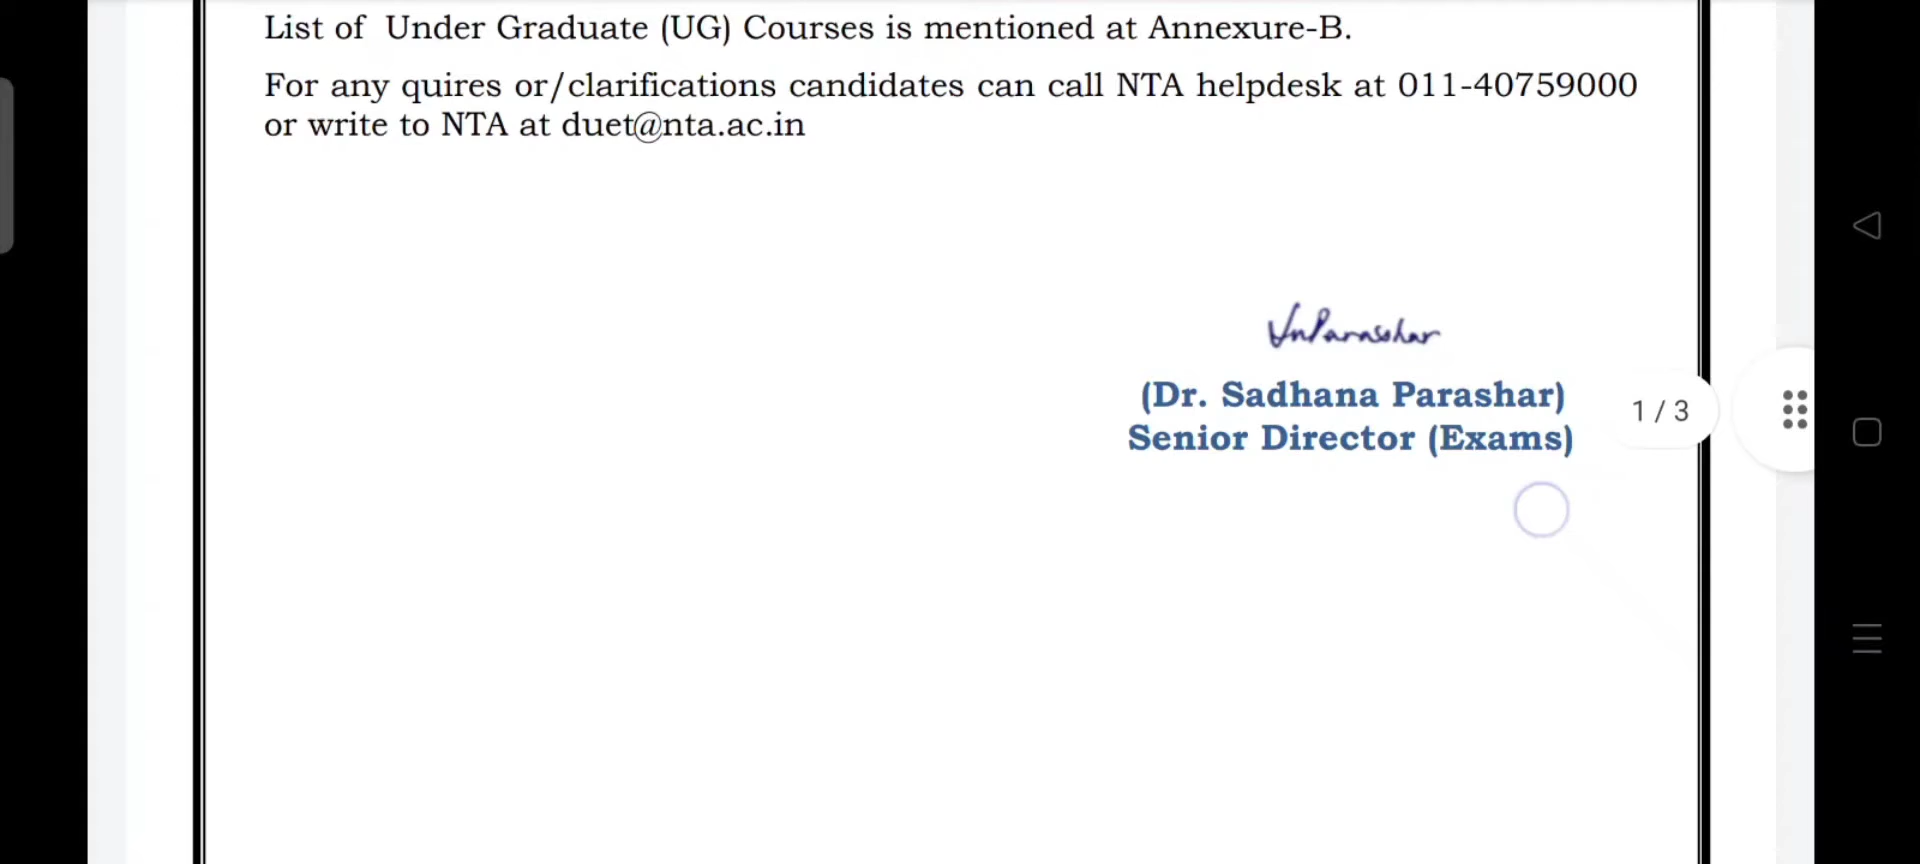 List of Under Graduate (UG) Courses is mentioned at Annexure-B.
For any quires or/clarifications candidates can call NTA helpdesk at 011-40759000
or write to NTA at duet@nta.ac.in
(Dr. Sadhana Parashar)
Senior Director (Exams)
1 / 3